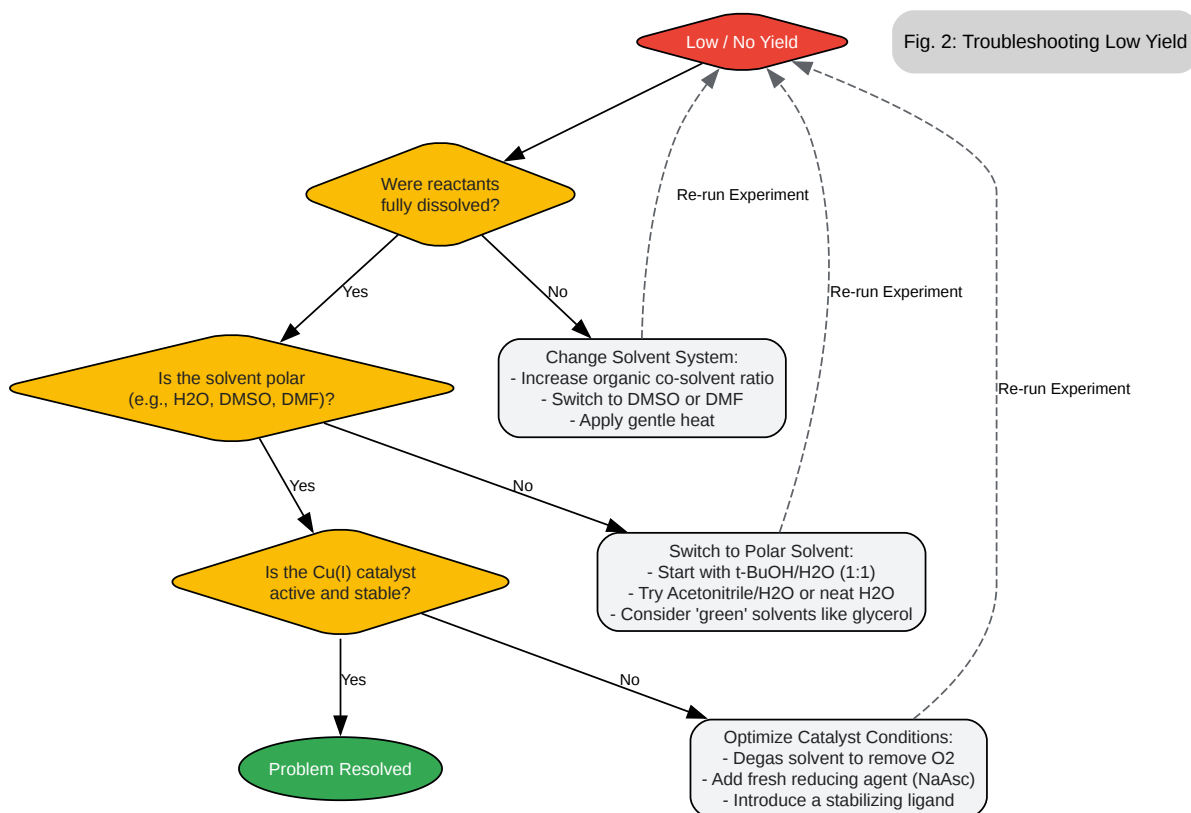 Low / No Yield
Fig. 2: Troubleshooting Low Yield
Were reactants
fully dissolved?
Re-run Experiment
Yes
No
Re-run Experiment
Is the solvent polar
(e.g., H2O, DMSO, DMF)?
Change Solvent System:
- Increase organic co-solvent ratio
- Switch to DMSO or DMF
- Apply gentle heat
Re-run Experiment
Yes
No
Is the Cu(I) catalyst
active and stable?
Switch to Polar Solvent:
- Start with t-BuOH/H2O (1:1)
- Try Acetonitrile/H2O or neat H2O
- Consider 'green' solvents like glycerol
Yes
No
Problem Resolved
Optimize Catalyst Conditions:
- Degas solvent to remove O2
- Add fresh reducing agent (NaAsc)
- Introduce a stabilizing ligand